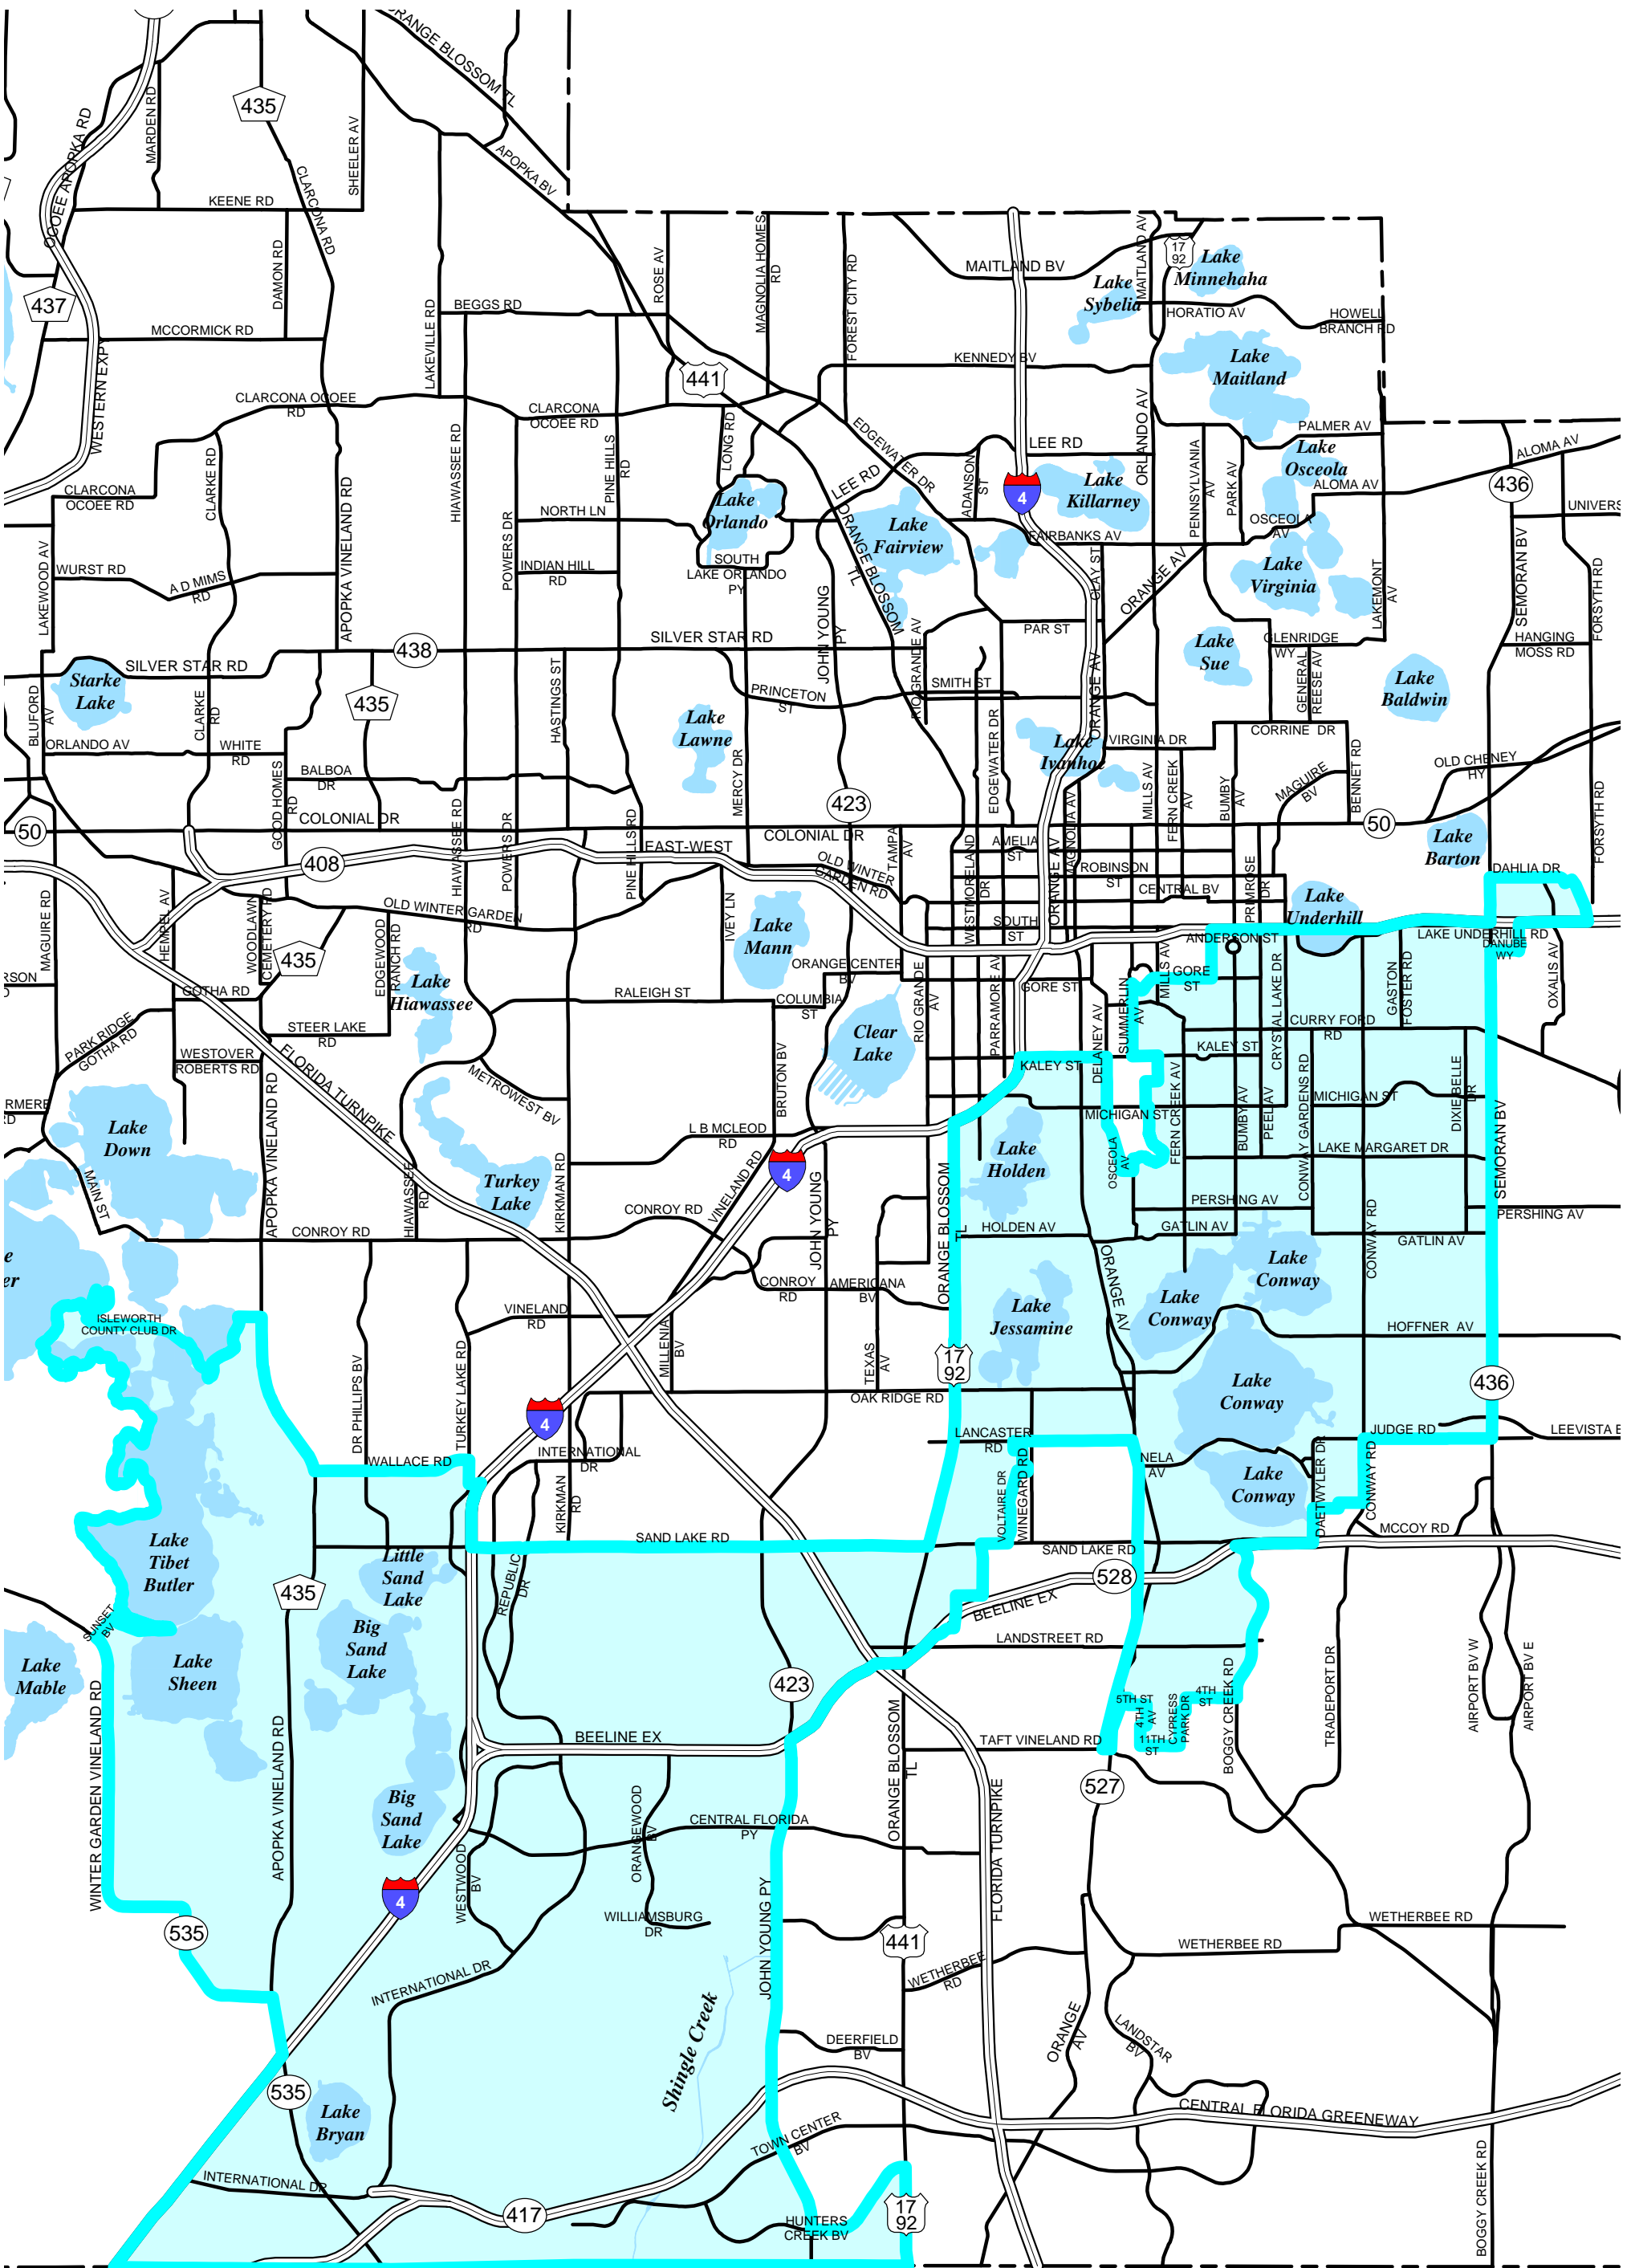 ORANGE BLOSSOM TL
OCOEE APOPKA RD
MARDEN RD
435
SHEELER AV
CLARCONA RD
APOPKA BV
KEENE RD
DAMON RD
437
MCCORMICK RD
WESTERN EXPY
LAKEVILLE RD
BEGGS RD
ROSE AV
MAGNOLIA HOMES
RD
FOREST CITY RD
MAITLAND BV
MAITLAND AV
17
92
Lake
Minnehaha
Lake
Sybelia
HORATIO AV
HOWELL
BRANCH RD
KENNEDY BV
Lake
Maitland
441
CLARCONA OCOEE
RD
CLARCONA
OCOEE RD
LONG RD
EDGEWATER DR
LEE RD
LEE RD
ORLANDO AV
PENNSYLVANIA
AV
PARK AV
PALMER AV
Lake
Osceola
ALOMA AV
ALOMA AV
436
UNIVERS
CLARCONA
OCOEE RD
CLARKE RD
APOPKA VINELAND RD
HIAWASSEE RD
POWERS DR
PINE HILLS
RD
NORTH LN
Lake
Orlando
SOUTH
LAKE ORLANDO
PY
INDIAN HILL
RD
ORANGE BLOSSOM
TL
Lake
Fairview
ADANSON
ST
4
Lake
Killarney
FAIRBANKS AV
OSCEOLA
AV
Lake
Virginia
LAKEMONT
AV
SEMORAN BV
FORSYTH RD
LAKEWOOD AV
WURST RD
A D MIMS
RD
JOHN YOUNG
PY
CLAY ST
ORANGE AV
PAR ST
SILVER STAR RD
438
SILVER STAR RD
Starke
Lake
435
HASTINGS ST
PRINCETON
ST
RIO GRANDE AV
SMITH ST
ORANGE AV
Lake
Sue
GLENRIDGE
WY
GENERAL
REESE AV
HANGING
MOSS RD
Lake
Baldwin
BLUFORD
AV
CLARKE
RD
ORLANDO AV
WHITE
RD
Lake
Lawne
MERCY DR
EDGEWATER DR
Lake
Ivanhoe
VIRGINIA DR
CORRINE DR
OLD CHENEY
HY
BALBOA
DR
GOOD HOMES
RD
MILLS AV
FERN CREEK
AV
BUMBY
AV
MAGUIRE
BV
BENNET RD
FORSYTH RD
50
COLONIAL DR
423
COLONIAL DR
50
Lake
Barton
408
HIAWASSEE RD
POWERS DR
PINE HILLS RD
EAST-WEST
OLD WINTER
GARDEN RD
TAMPA
AV
WESTMORELAND
DR
AMELIA
ST
ORANGE AV
MAGNOLIA AV
ROBINSON
ST
CENTRAL BV
PRIMROSE
DR
DAHLIA DR
Lake
Underhill
MAGUIRE RD
HEMPEL AV
WOODLAWN
CEMETERY RD
OLD WINTER GARDEN
RD
435
EDGEWOOD
RANCH RD
IVEY LN
Lake
Mann
ORANGE CENTER
BV
SOUTH
ST
ANDERSON ST
LAKE UNDERHILL RD
DANUBE
WY
OXALIS AV
RSON
GOTHA RD
Lake
Hiawassee
RALEIGH ST
COLUMBIA
ST
RIO GRANDE
AV
PARRAMORE AV
GORE ST
GORE
ST
MILLS AV
SUMMERLIN
AV
DELANEY AV
CRYSTAL LAKE DR
GASTON
FOSTER RD
CURRY FORD
RD
PARK RIDGE
GOTHA RD
STEER LAKE
RD
WESTOVER
ROBERTS RD
FLORIDA TURNPIKE
METROWEST BV
BRUTON BV
Clear
Lake
KALEY ST
KALEY ST
RMERE
RD
Lake
Down
L B MCLEOD
RD
MICHIGAN ST
MICHIGAN ST
FERN CREEK AV
BUMBY AV
PEEL AV
CONWAY GARDENS RD
DIXIE BELLE
DR
LAKE MARGARET DR
MAIN ST
APOPKA VINELAND RD
HIAWASSEE
RD
Turkey
Lake
KIRKMAN RD
VINELAND RD
4
JOHN YOUNG
PY
Lake
Holden
OSCEOLA
AV
ORANGE BLOSSOM
TL
SEMORAN BV
CONROY RD
CONROY RD
PERSHING AV
PERSHING AV
HOLDEN AV
GATLIN AV
GATLIN AV
CONROY
RD
AMERICANA
BV
Lake
Jessamine
ORANGE AV
Lake
Conway
Lake
Conway
CONWAY RD
ISLEWORTH
COUNTY CLUB DR
VINELAND
RD
MILLENIA
BV
TEXAS
AV
17
92
HOFFNER AV
Lake
Conway
436
DR PHILLIPS BV
TURKEY LAKE RD
4
OAK RIDGE RD
WALLACE RD
INTERNATIONAL
DR
KIRKMAN
RD
LANCASTER
RD
VOLTAIRE DR
WINEGARD RD
NELA
AV
Lake
Conway
DAETWYLER DR
CONWAY RD
JUDGE RD
LEEVISTA B
MCCOY RD
Lake
Tibet
Butler
SAND LAKE RD
SAND LAKE RD
Little
Sand
Lake
435
REPUBLIC
DR
BEELINE EX
528
SUNSET
BV
Lake
Mable
Lake
Sheen
Big
Sand
Lake
LANDSTREET RD
423
BOGGY CREEK RD
TRADEPORT DR
AIRPORT BV W
AIRPORT BV E
5TH ST
4TH
AV
CYPRESS
PARK DR
4TH
ST
11TH
ST
WINTER GARDEN VINELAND RD
APOPKA VINELAND RD
BEELINE EX
TAFT VINELAND RD
527
Big
Sand
Lake
WESTWOOD
BV
ORANGEWOOD
BV
CENTRAL FLORIDA
PY
ORANGE BLOSSOM
TL
FLORIDA TURNPIKE
4
535
WILLIAMSBURG
DR
JOHN YOUNG PY
441
WETHERBEE RD
WETHERBEE RD
WETHERBEE
RD
INTERNATIONAL DR
Shingle Creek
DEERFIELD
BV
ORANGE
AV
LANDSTAR
BV
535
Lake
Bryan
TOWN CENTER
BV
CENTRAL FLORIDA GREENEWAY
INTERNATIONAL DR
417
HUNTERS
CREEK BV
17
92
BOGGY CREEK RD